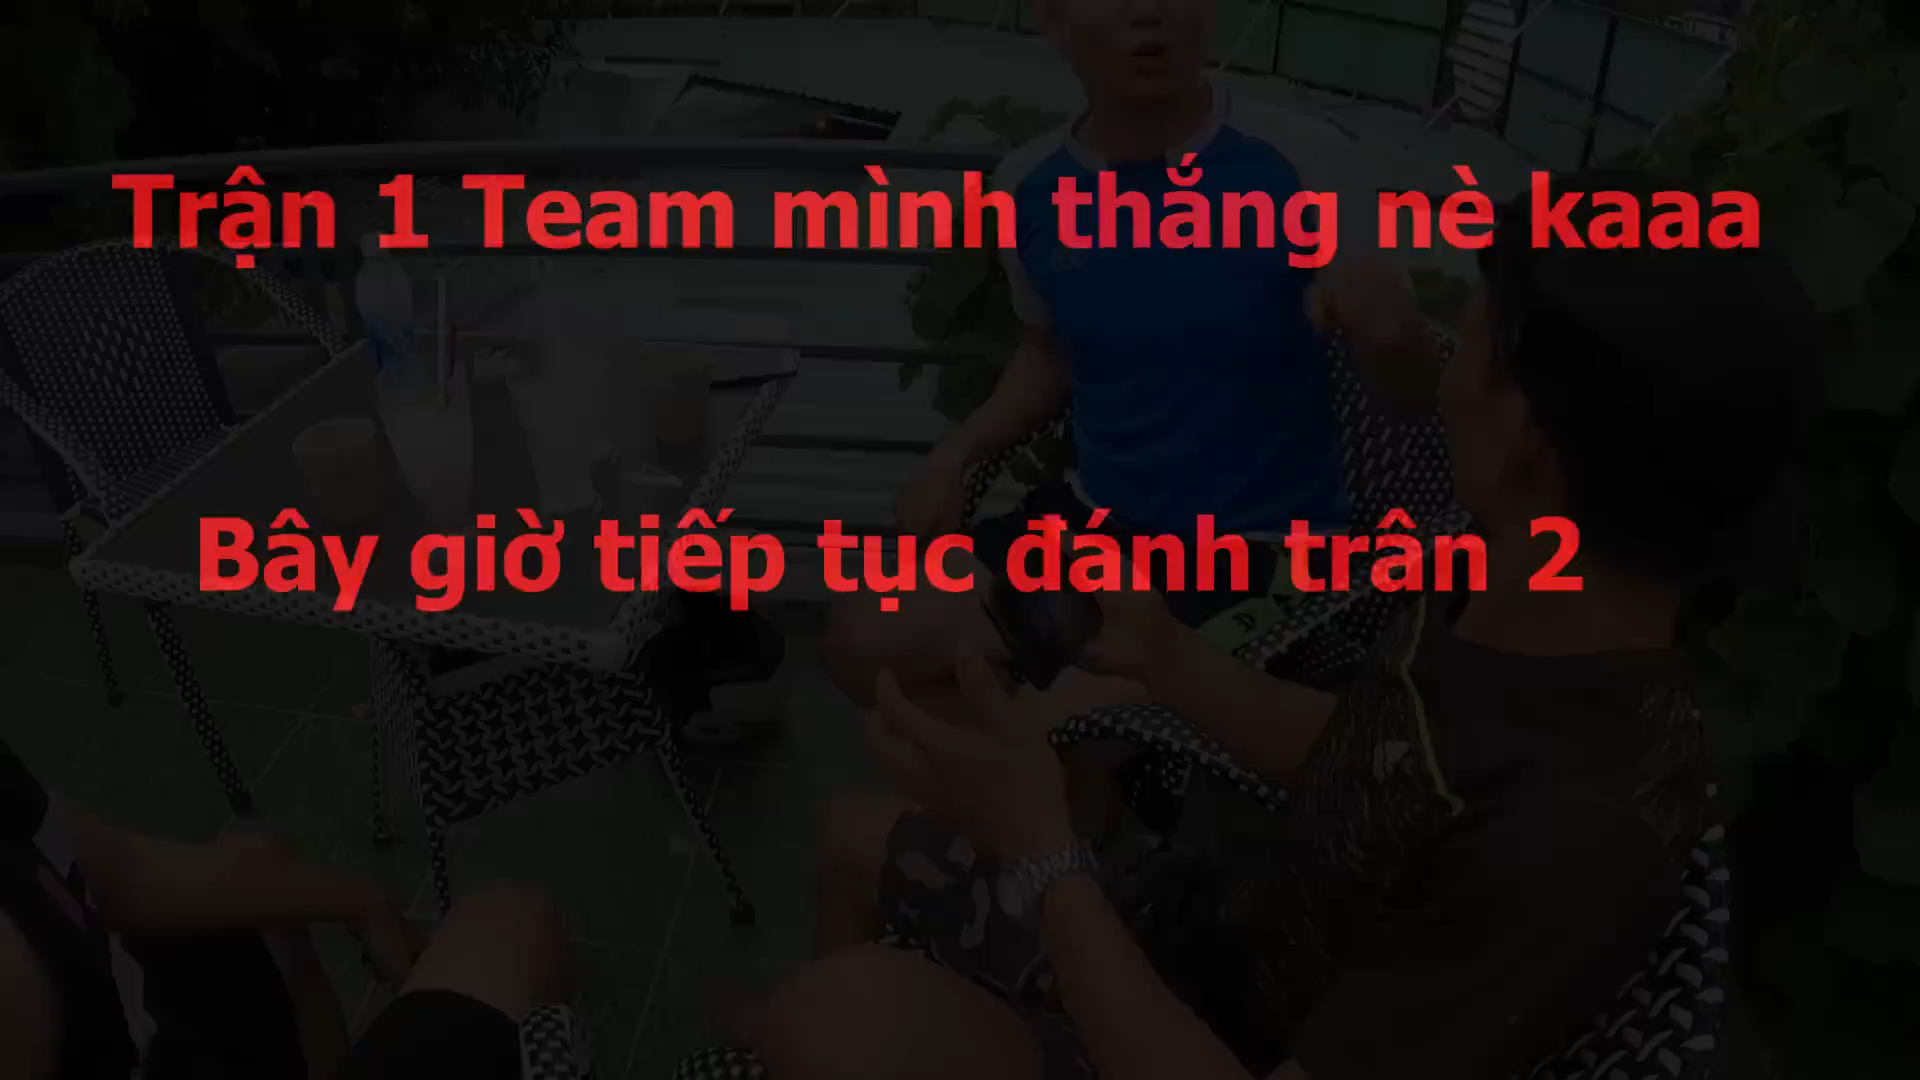 Trận 1 Team mình thắng nè kaaa
Bây giờ tiếp tục đánh trân 2